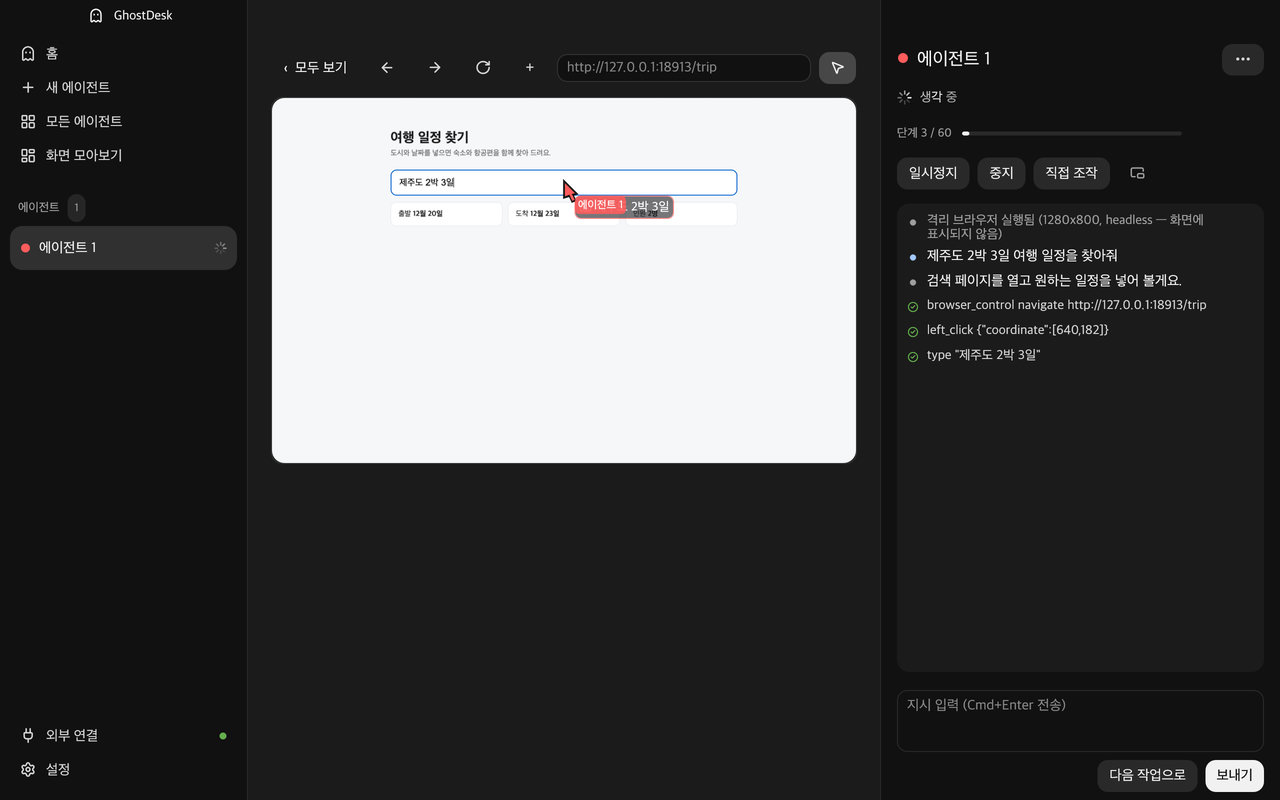 GhostDesk
홈
새 에이전트
모든 에이전트
화면 모아보기
에이전트 1
에이전트 1
외부 연결
설정
‹ 모두 보기
http://127.0.0.1:18913/trip
여행 일정 찾기
도시와 날짜를 넣으면 숙소와 항공편을 함께 찾아 드려요.
제주도 2박 3일
에이전트 1 2박 3일
출발 12월 20일
도착 12월 23일
에이전트 1
생각 중
단계 3 / 60
일시정지
중지
직접 조작
격리 브라우저 실행됨 (1280x800, headless — 화면에
표시되지 않음)
제주도 2박 3일 여행 일정을 찾아줘
검색 페이지를 열고 원하는 일정을 넣어 볼게요.
browser_control navigate http://127.0.0.1:18913/trip
left_click {"coordinate":[640,182]}
type "제주도 2박 3일"
지시 입력 (Cmd+Enter 전송)
다음 작업으로
보내기